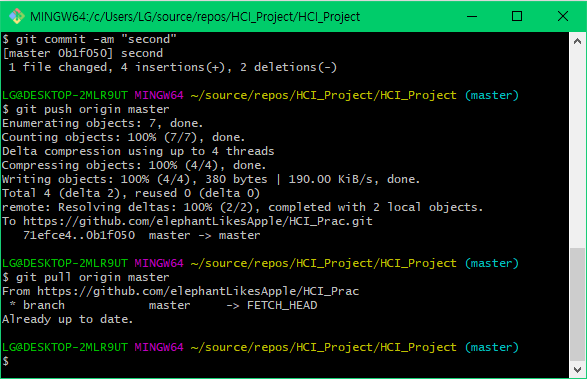 MINGW64:/c/Users/LG/source/repos/HCI_Project/HCI_Project
$ git commit -am "second"
[master 0b1f050] second
 1 file changed, 4 insertions(+), 2 deletions(-)
LG@DESKTOP-2MLR9UT MINGW64 ~/source/repos/HCI_Project/HCI_Project (master)
$ git push origin master
Enumerating objects: 7, done.
Counting objects: 100% (7/7), done.
Delta compression using up to 4 threads
Compressing objects: 100% (4/4), done.
Writing objects: 100% (4/4), 380 bytes | 190.00 KiB/s, done.
Total 4 (delta 2), reused 0 (delta 0)
remote: Resolving deltas: 100% (2/2), completed with 2 local objects.
To https://github.com/elephantLikesApple/HCI_Prac.git
   71efce4..0b1f050  master -> master
LG@DESKTOP-2MLR9UT MINGW64 ~/source/repos/HCI_Project/HCI_Project (master)
$ git pull origin master
From https://github.com/elephantLikesApple/HCI_Prac
 * branch            master     -> FETCH_HEAD
Already up to date.
LG@DESKTOP-2MLR9UT MINGW64 ~/source/repos/HCI_Project/HCI_Project (master)
$